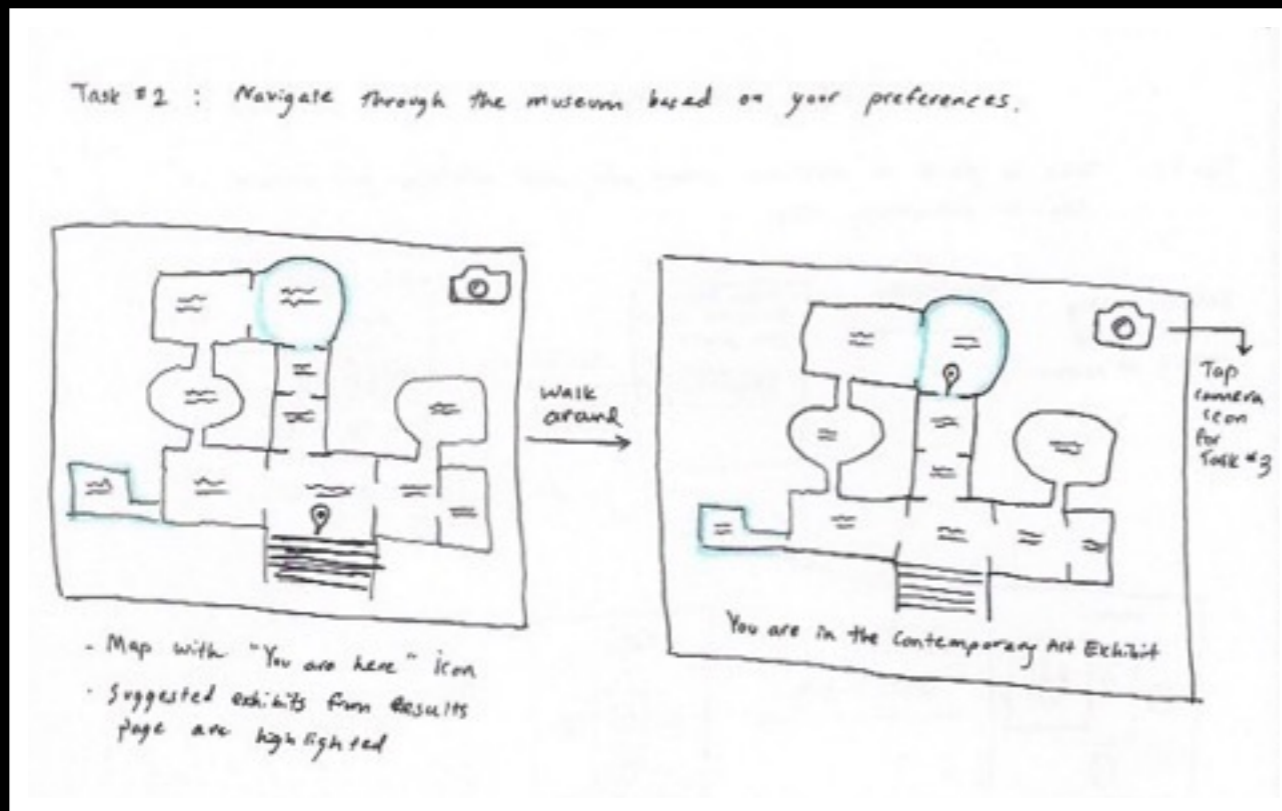 Task #2 : Navigate through the museum based on your preferences.
walk
around
Tap
camera
icon
for
Task #3
You are in the Contemporary Art Exhibit
- Map with "You are here" icon
- Suggested exhibits from Results
page are highlighted